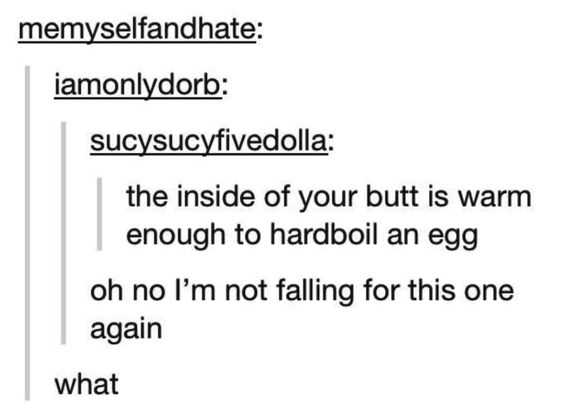 memyselfandhate:
iamonlydorb:
sucysucyfivedolla:
the inside of your butt is warm
enough to hardboil an egg
oh no I’m not falling for this one
again
what